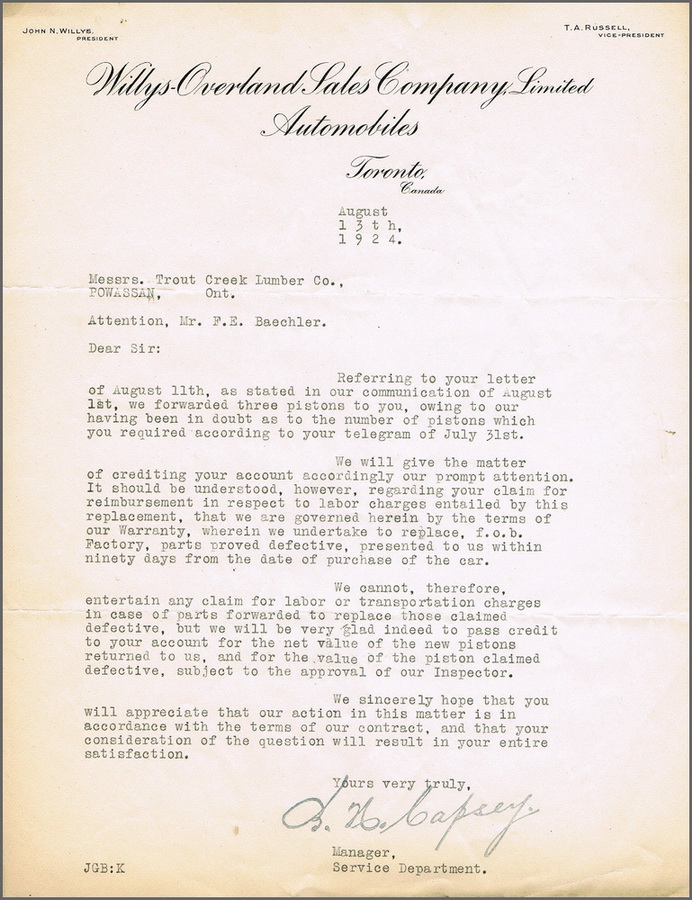 JOHN N. WILLYS,
PRESIDENT
T. A. RUSSELL,
VICE-PRESIDENT
Willys-Overland Sales Company, Limited
Automobiles
Toronto,
Canada
August
13th,
1924.
Messrs. Trout Creek Lumber Co.,
POWASSAN, Ont.
Attention, Mr. F.E. Baechler.
Dear Sir:
Referring to your letter
of August 11th, as stated in our communication of August
1st, we forwarded three pistons to you, owing to our
having been in doubt as to the number of pistons which
you required according to your telegram of July 31st.
We will give the matter
of crediting your account accordingly our prompt attention.
It should be understood, however, regarding your claim for
reimbursement in respect to labor charges entailed by this
replacement, that we are governed herein by the terms of
our Warranty, wherein we undertake to replace, f.o.b.
Factory, parts proved defective, presented to us within
ninety days from the date of purchase of the car.
We cannot, therefore,
entertain any claim for labor or transportation charges
in case of parts forwarded to replace those claimed
defective, but we will be very glad indeed to pass credit
to your account for the net value of the new pistons
returned to us, and for the value of the piston claimed
defective, subject to the approval of our Inspector.
We sincerely hope that you
will appreciate that our action in this matter is in
accordance with the terms of our contract, and that your
consideration of the question will result in your entire
satisfaction.
Yours very truly,
Capsey.
Manager,
Service Department.
JGB:K